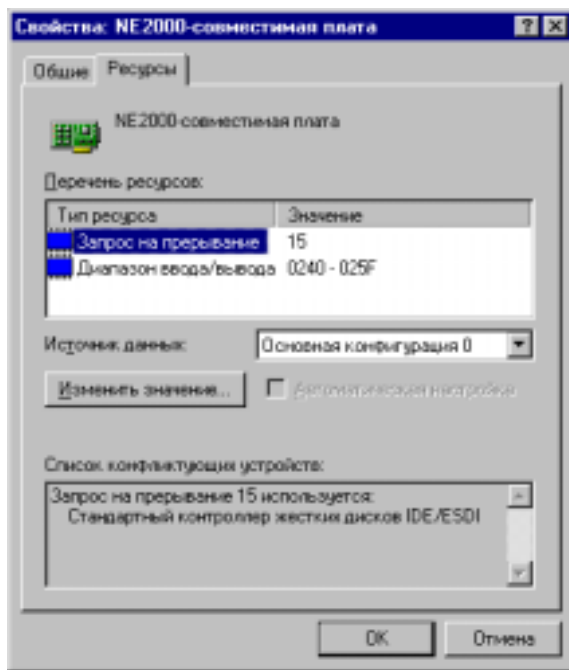 Свойства: NE2000-совместимая плата
Общие Ресурсы
NE2000-совместимая плата
Перечень ресурсов:
Тип ресурса Значение
Запрос на прерывание 15
Диапазон ввода/вывода 0240 - 025F
Источник данных: Основная конфигурация 0
Изменить значение... Автоматическая настройка
Список конфликтующих устройств:
Запрос на прерывание 15 используется:
Стандартный контроллер жестких дисков IDE/ESDI
OK Отмена